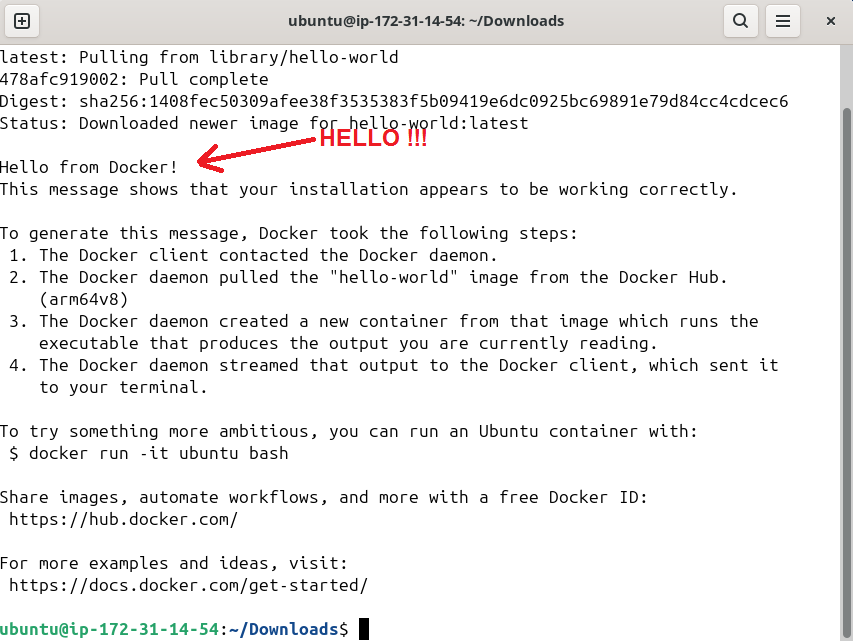 ubuntu@ip-172-31-14-54: ~/Downloads
latest: Pulling from library/hello-world
478afc919002: Pull complete
Digest: sha256:1408fec50309afee38f3535383f5b09419e6dc0925bc69891e79d84cc4cdcec6
Status: Downloaded newer image for hello-world:latest
HELLO !!!
Hello from Docker!
This message shows that your installation appears to be working correctly.
To generate this message, Docker took the following steps:
1. The Docker client contacted the Docker daemon.
2. The Docker daemon pulled the "hello-world" image from the Docker Hub.
(arm64v8)
3. The Docker daemon created a new container from that image which runs the
executable that produces the output you are currently reading.
4. The Docker daemon streamed that output to the Docker client, which sent it
to your terminal.
To try something more ambitious, you can run an Ubuntu container with:
$ docker run -it ubuntu bash
Share images, automate workflows, and more with a free Docker ID:
https://hub.docker.com/
For more examples and ideas, visit:
https://docs.docker.com/get-started/
ubuntu@ip-172-31-14-54:~/Downloads$